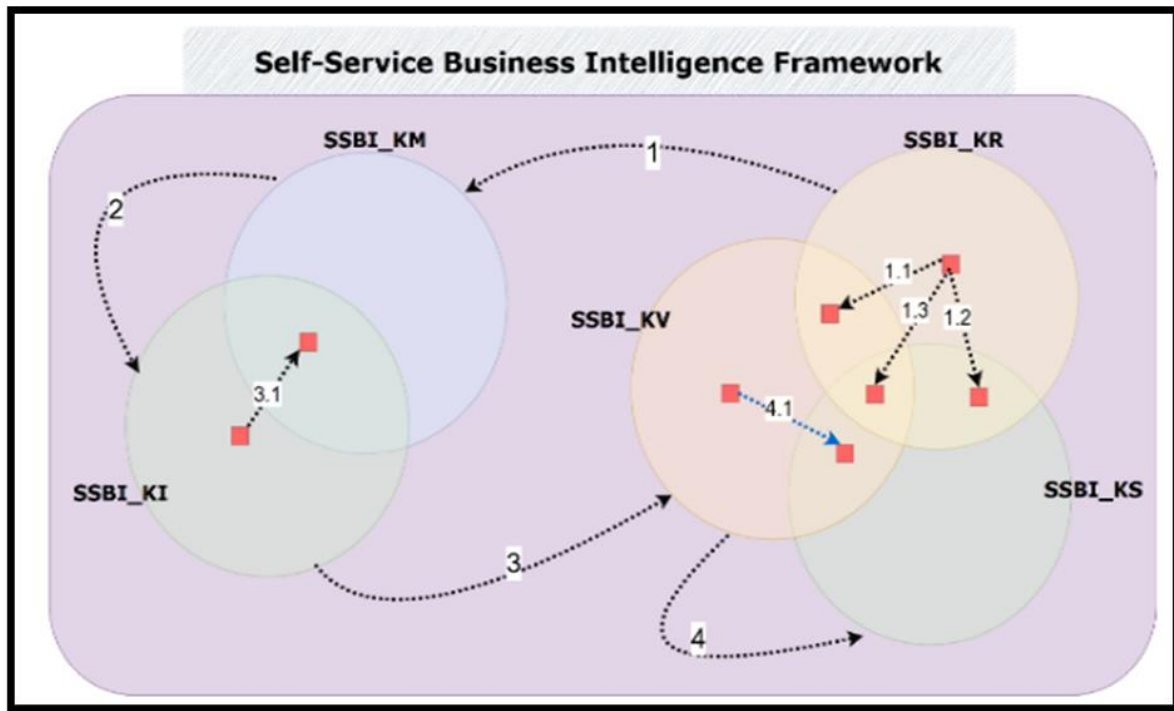 Self-Service Business Intelligence Framework
SSBI_KM
1
SSBI_KR
2
1.1
1.3
1.2
SSBI_KV
3.1
4.1
SSBI_KI
SSBI_KS
3
4